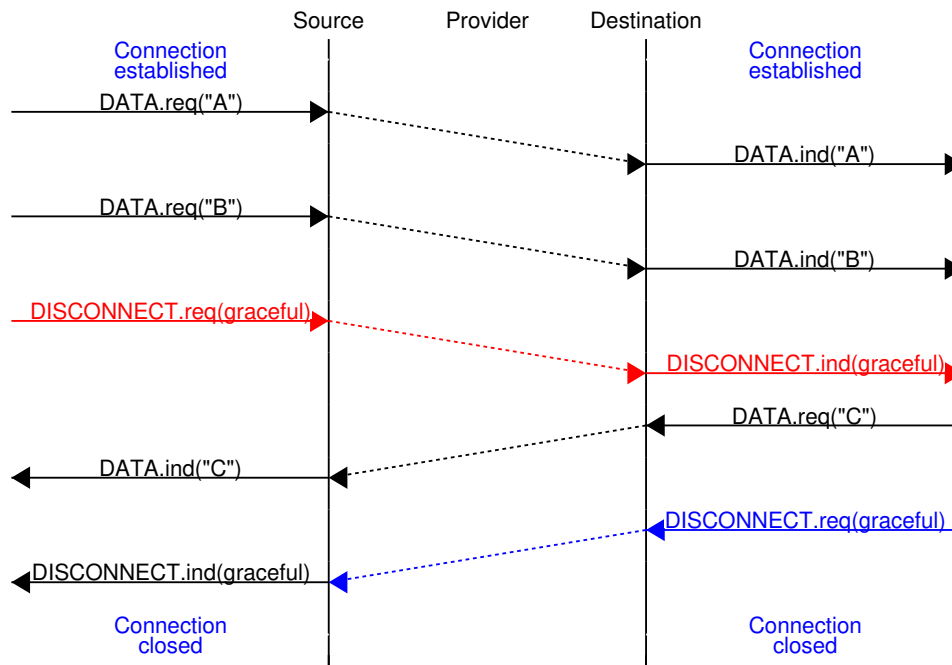 Source Provider Destination
Connection
established
Connection
established
DATA.req("A")
DATA.ind("A")
DATA.req("B")
DATA.ind("B")
DISCONNECT.req(graceful)
DISCONNECT.ind(graceful)
DATA.req("C")
DATA.ind("C")
DISCONNECT.req(graceful)
DISCONNECT.ind(graceful)
Connection
closed
Connection
closed